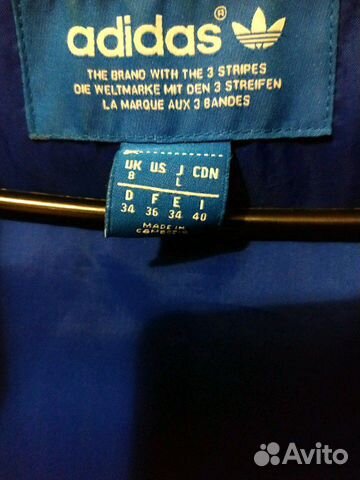 adidas®
THE BRAND WITH THE 3 STRIPES
DIE WELTMARKE MIT DEN 3 STREIFEN
LA MARQUE AUX 3 BANDES
UK US J CDN
8 L
D F E I
34 36 34 40
MADE IN
CAMBODIA
Avito